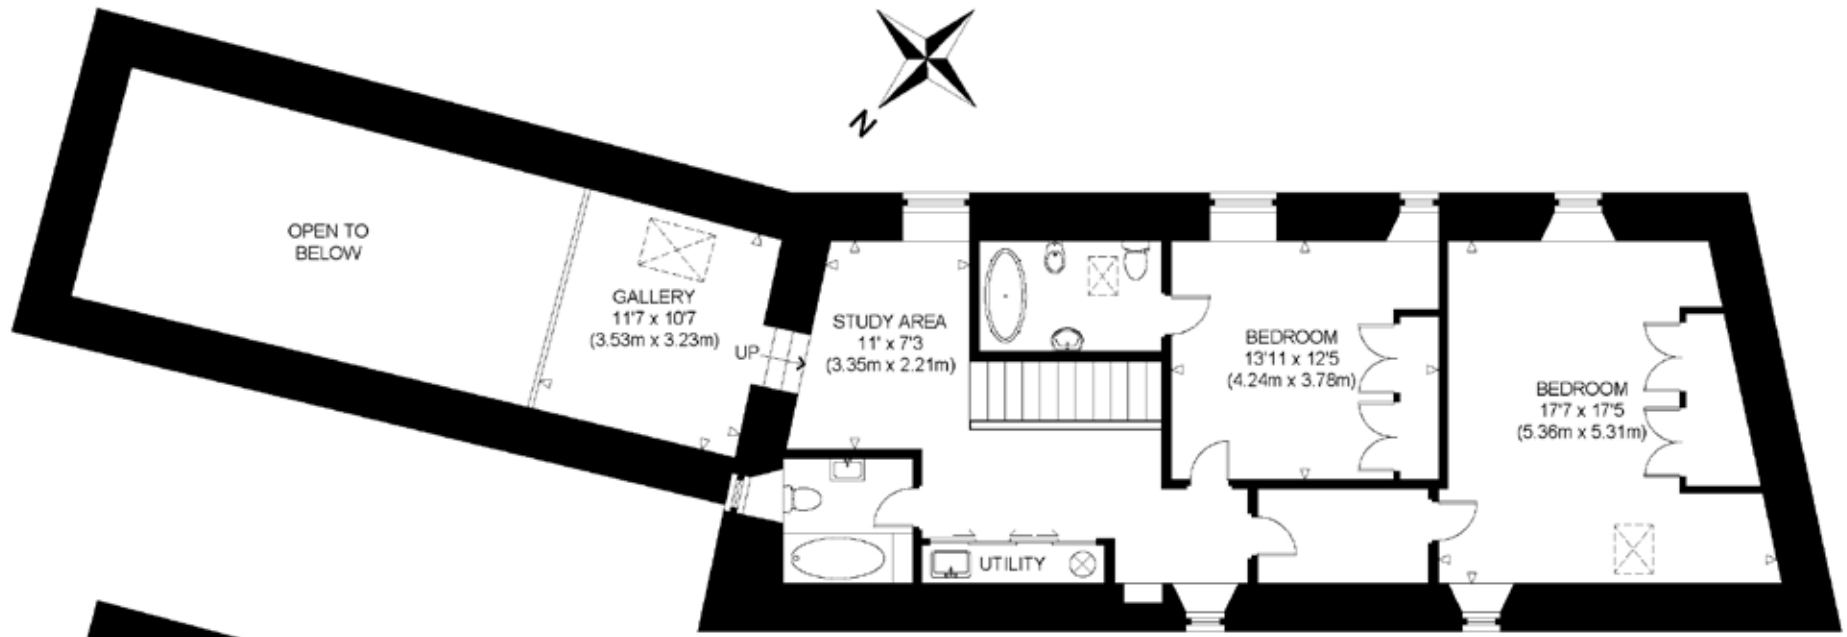 N
OPEN TO
BELOW
GALLERY
11'7 x 10'7
(3.53m x 3.23m)
UP
STUDY AREA
11' x 7'3
(3.35m x 2.21m)
BEDROOM
13'11 x 12'5
(4.24m x 3.78m)
BEDROOM
17'7 x 17'5
(5.36m x 5.31m)
UTILITY